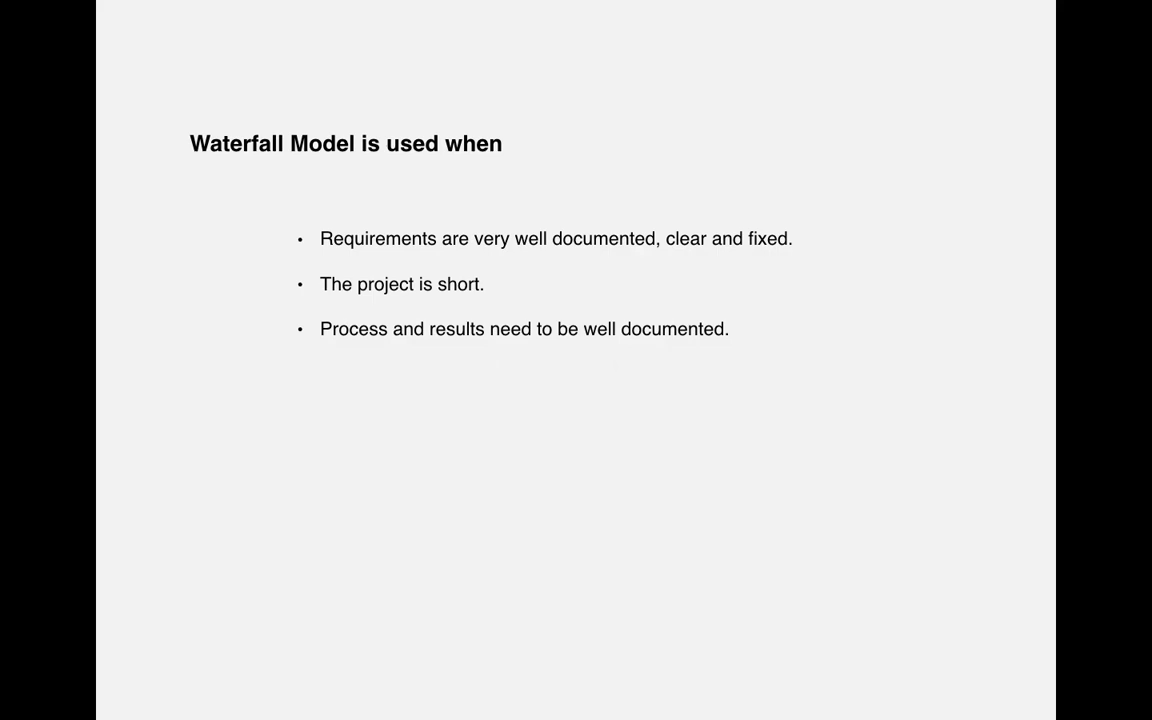 Waterfall Model is used when
• Requirements are very well documented, clear and fixed.
• The project is short.
• Process and results need to be well documented.